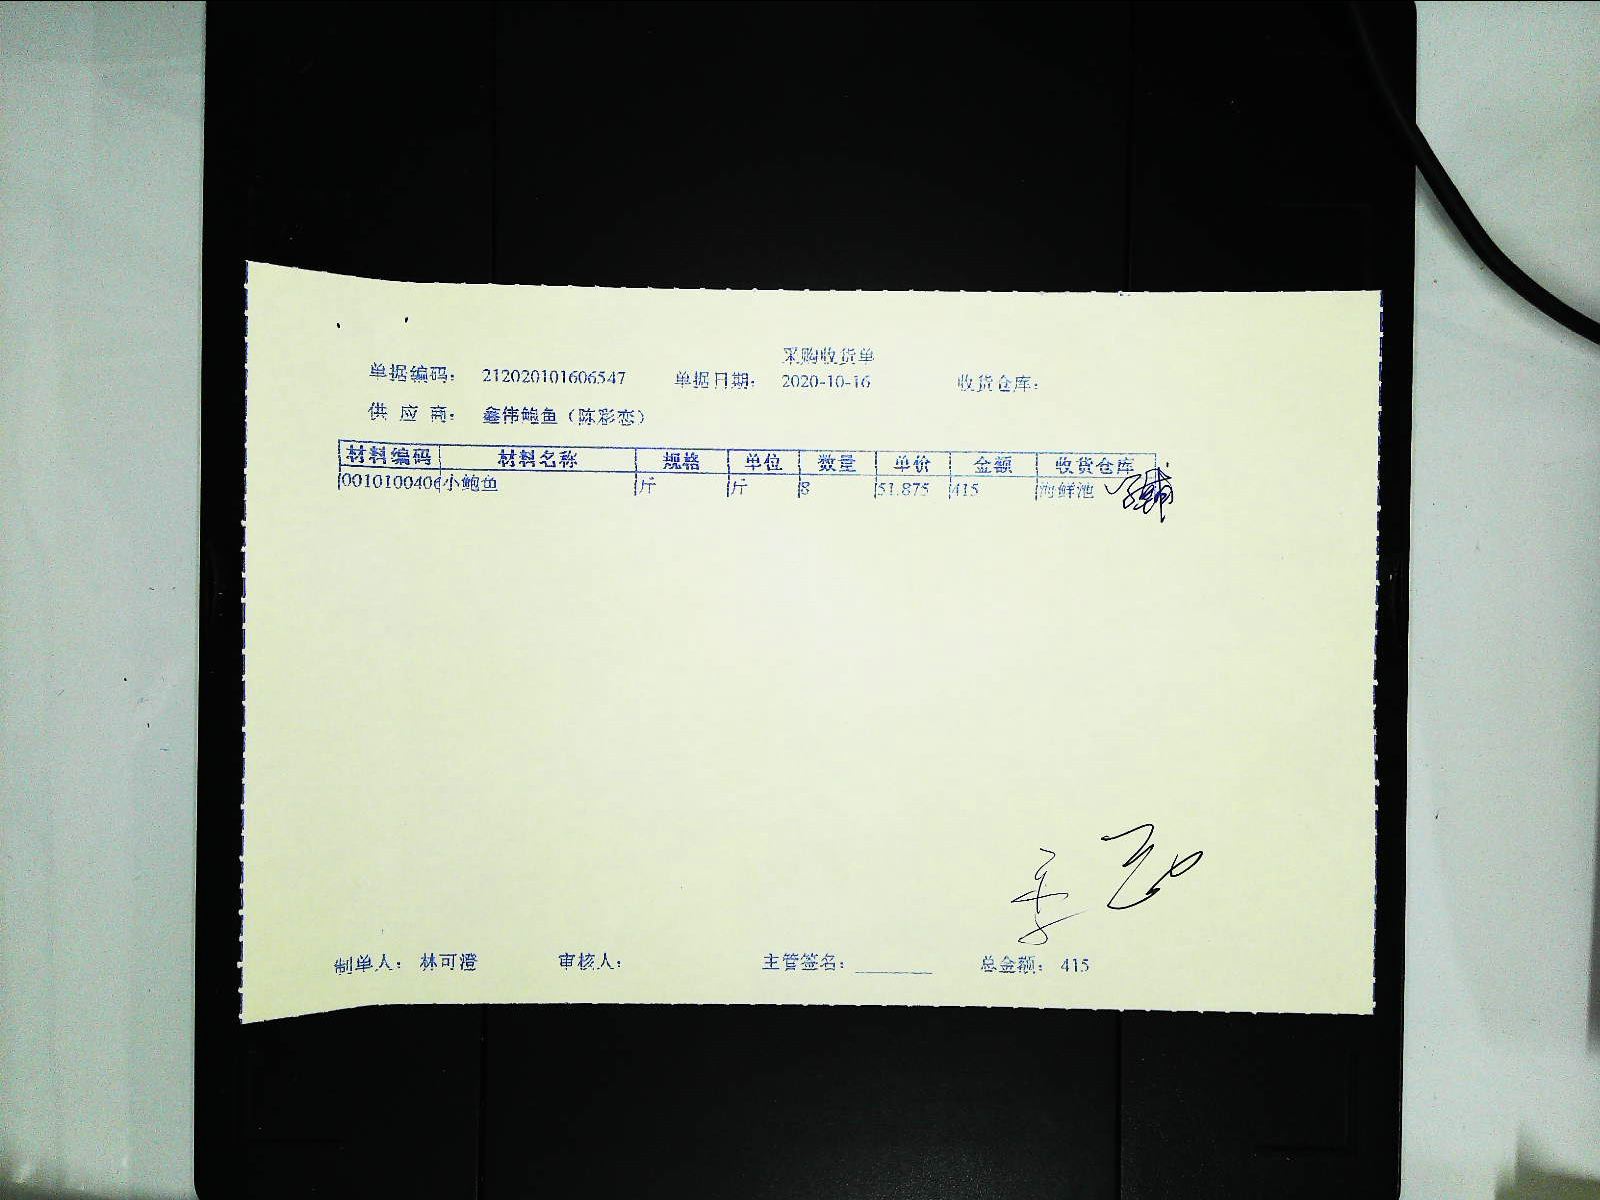 采购收货单
单据编码： 212020101606547 单据日期： 2020-10-16 收货仓库：
供 应 商： 鑫伟鲍鱼（陈彩恋）
材料编码 材料名称 规格 单位 数量 单价 金额 收货仓库
0010100406 小鲍鱼 斤 斤 8 51.875 415 海鲜池
制单人： 林可澄 审核人： 主管签名： 总金额： 415